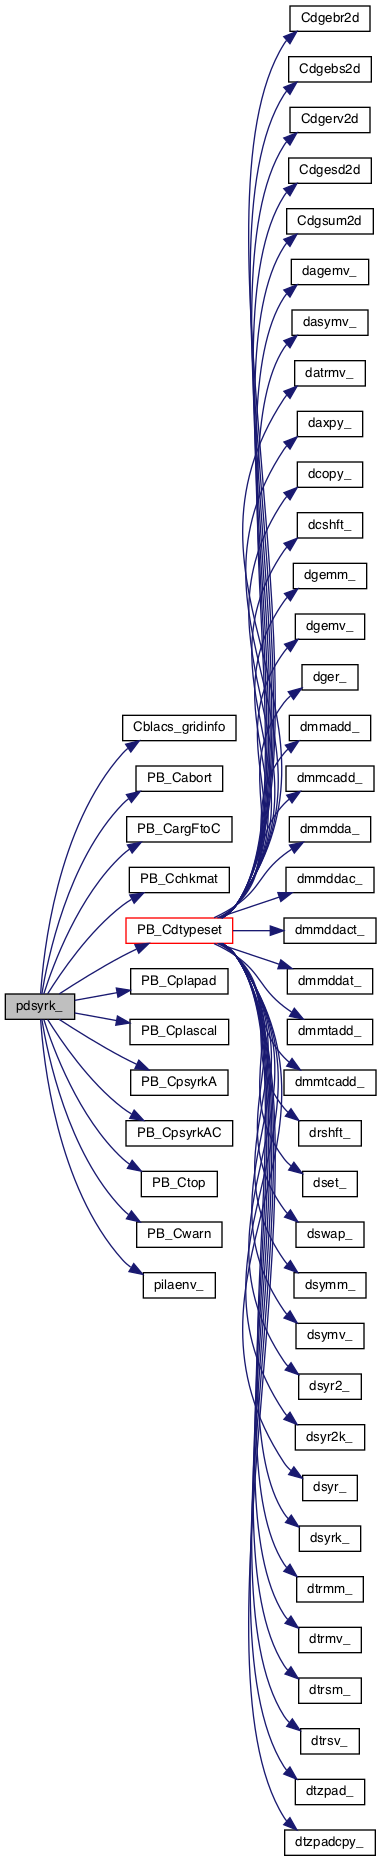 Cdgebr2d
Cdgebs2d
Cdgerv2d
Cdgesd2d
Cdgsum2d
dagemv_
dasymv_
datrmv_
daxpy_
dcopy_
dcshft_
dgemm_
dgemv_
dger_
dmmadd_
dmmcadd_
dmmdda_
dmmddac_
dmmddact_
dmmddat_
dmmtadd_
dmmtcadd_
drshft_
dset_
dswap_
dsymm_
dsymv_
dsyr2_
dsyr2k_
dsyr_
dsyrk_
dtrmm_
dtrmv_
dtrsm_
dtrsv_
dtzpad_
dtzpadcpy_
Cblacs_gridinfo
PB_Cabort
PB_CargFtoC
PB_Cchkmat
PB_Cdtypeset
PB_Cplapad
PB_Cplascal
PB_CpsyrkA
PB_CpsyrkAC
PB_Ctop
PB_Cwarn
pilaenv_
pdsyrk_